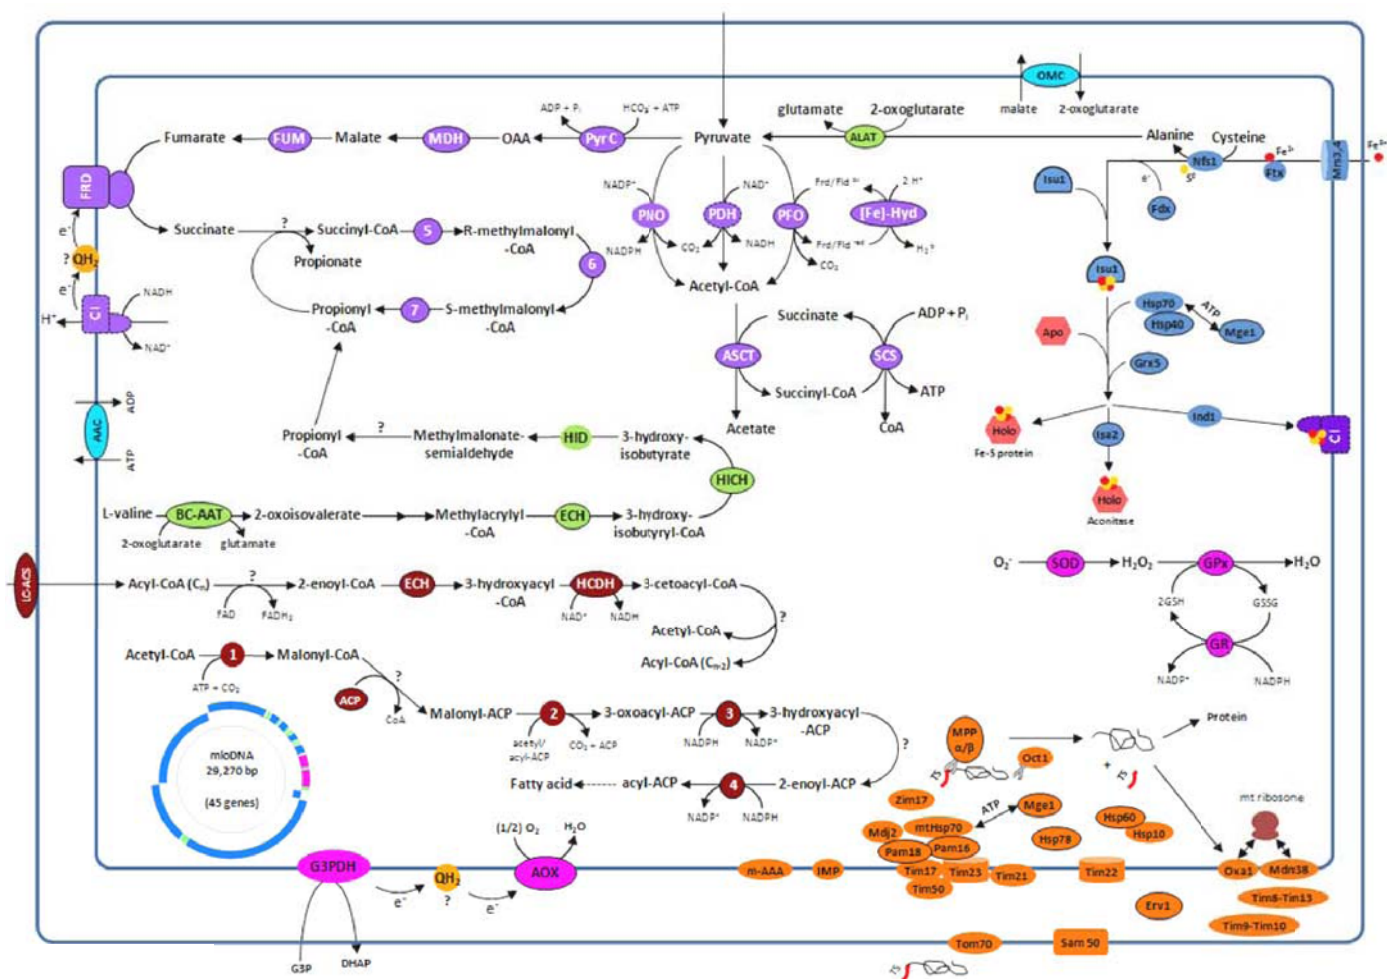 OMC
malate
2-oxoglutarate
glutamate
2-oxoglutarate
ADP + Pᵢ
HCO₃⁻ + ATP
Fumarate
FUM
Malate
MDH
OAA
PyrC
Pyruvate
ALAT
Alanine
Cysteine
Nfs1
S⁰
Fe²⁺
Ftx
Mrs3,4
Fe²⁺
FRD
e⁻
QH₂
?
e⁻
CI
H⁺
NADH
NAD⁺
Succinate
?
Succinyl-CoA
5
R-methylmalonyl
-CoA
Propionate
6
Propionyl
-CoA
7
S-methylmalonyl
-CoA
NADP⁺
PNO
NADPH
CO₂
NAD⁺
PDH
NADH
PFO
Frd/Fld
2 H⁺
[Fe]-Hyd
Frd/Fld
H₂
CO₂
Acetyl-CoA
Isu1
e⁻
Fdx
Isu1
Hsp70
Hsp40
ATP
Mge1
Apo
Grx5
Holo
Fe-S protein
Isa2
Ind1
CI
Holo
Aconitase
Succinate
ADP + Pᵢ
ASCT
SCS
Succinyl-CoA
ATP
Acetate
CoA
ADP
AAC
ATP
Propionyl
-CoA
?
Methylmalonate-
semialdehyde
HID
3-hydroxy-
isobutyrate
HICH
L-valine
BC-AAT
2-oxoglutarate
glutamate
2-oxoisovalerate
Methylacrylyl
-CoA
ECH
3-hydroxy-
isobutyryl-CoA
O₂⁻
SOD
H₂O₂
GPx
H₂O
2GSH
GSSG
GR
NADP⁺
NADPH
LC-ACS
Acyl-CoA (Cₙ)
?
FAD
FADH₂
2-enoyl-CoA
ECH
3-hydroxyacyl
-CoA
HCDH
NAD⁺
NADH
3-cetoacyl-CoA
?
Acetyl-CoA
Acyl-CoA (Cₙ₋₂)
Acetyl-CoA
1
ATP + CO₂
Malonyl-CoA
?
ACP
CoA
Malonyl-ACP
2
acetyl/
acyl-ACP
CO₂ + ACP
3-oxoacyl-ACP
3
NADPH
NADP⁺
3-hydroxyacyl
-ACP
?
Fatty acid
acyl-ACP
4
NADP⁺
NADPH
2-enoyl-ACP
mloDNA
29,270 bp
(45 genes)
MPP
α/β
TS
Oct1
+
TS
Protein
Zim17
Mdj2
mtHsp70
ATP
Mge1
Pam18
Pam16
Hsp78
Hsp60
Hsp10
mt ribosone
Tim17
Tim23
Tim21
Tim50
Tim22
Oxa1
Mdm38
Erv1
Tim8-Tim13
Tim9-Tim10
m-AAA
IMP
Tom70
Sam 50
TS
G3PDH
e⁻
QH₂
?
e⁻
AOX
(1/2) O₂
H₂O
G3P
DHAP